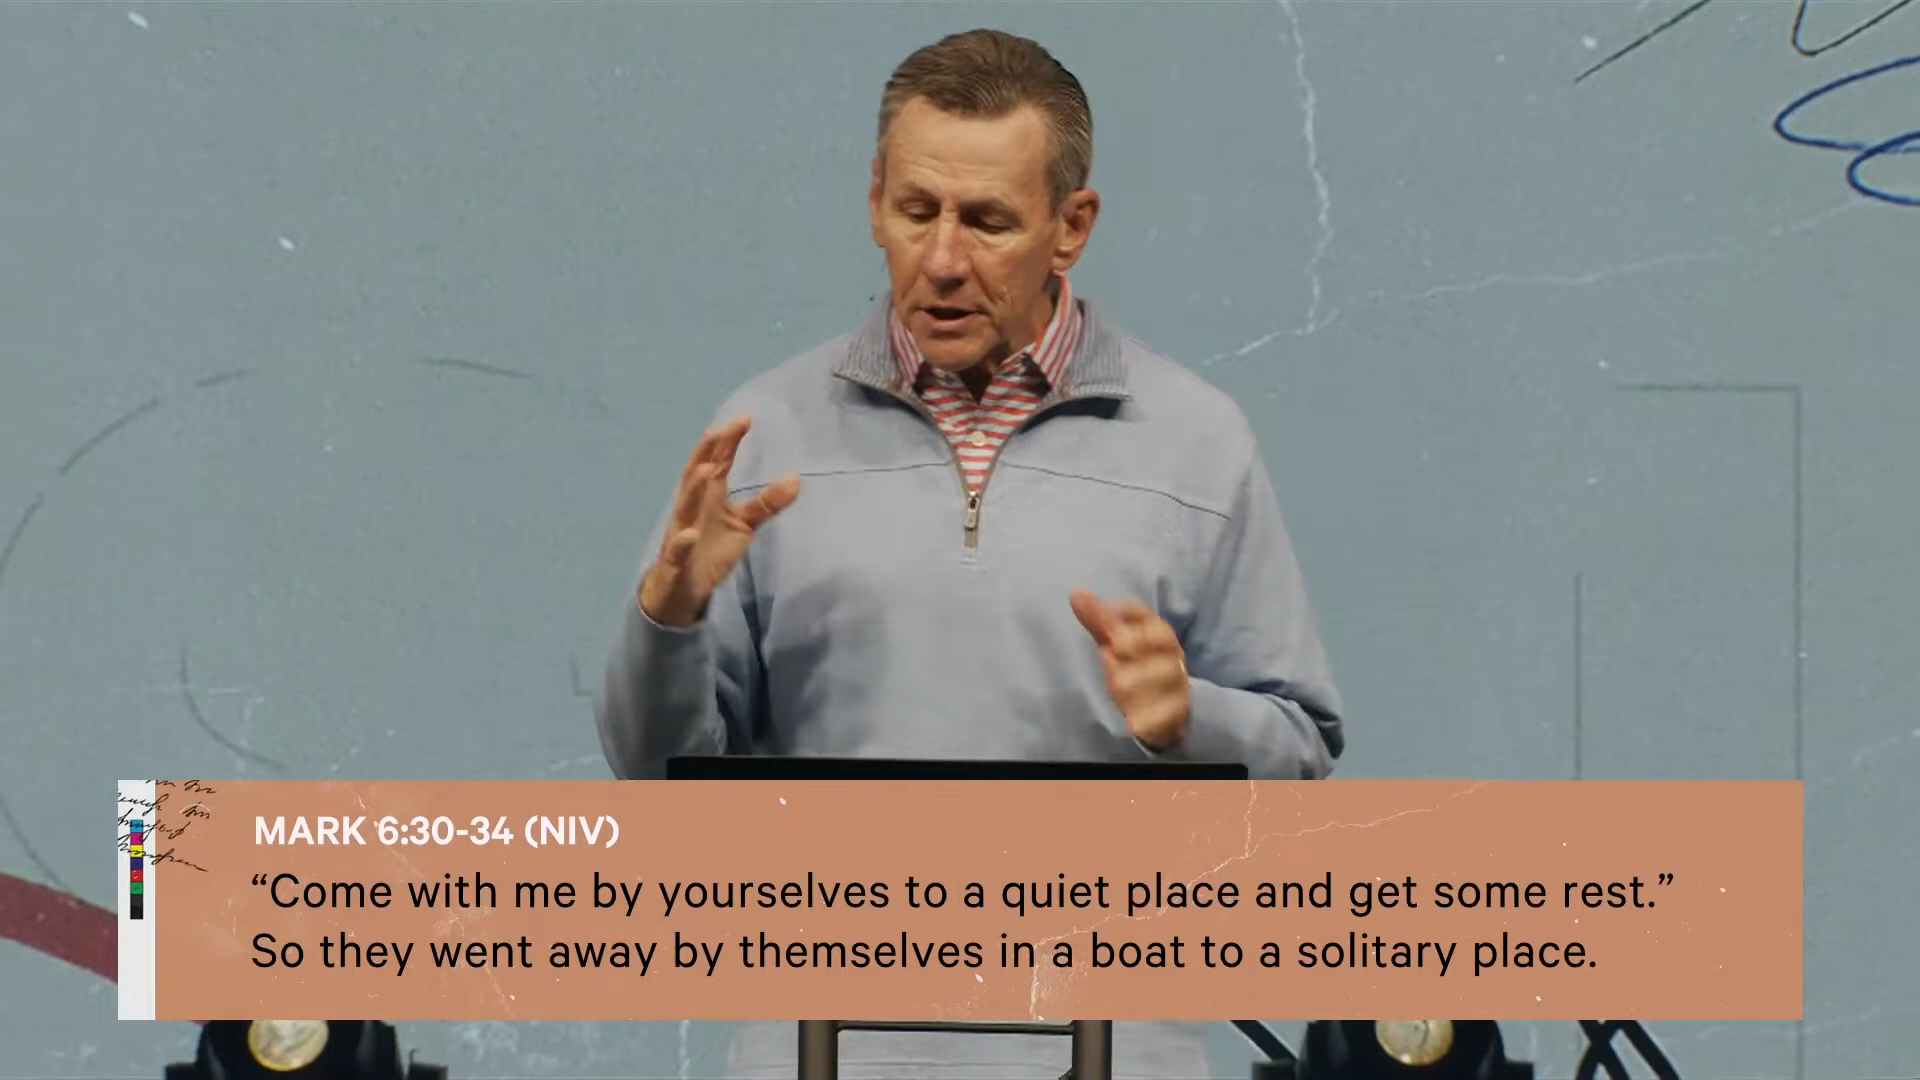 MARK 6:30-34 (NIV)
“Come with me by yourselves to a quiet place and get some rest.”
So they went away by themselves in a boat to a solitary place.